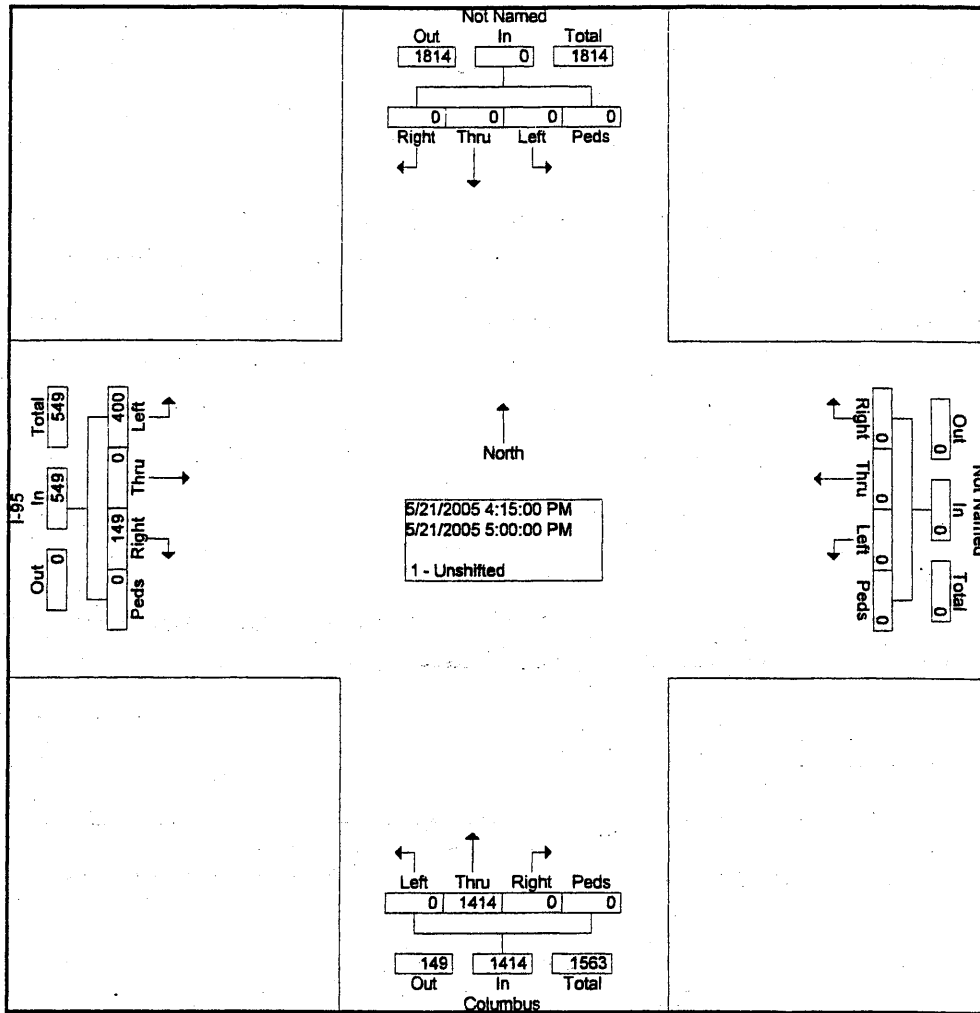 Not Named
Out In Total
1814 0 1814
0 0 0 0
Right Thru Left Peds
I-95
Total In Out
549 549 0
400 0 149 0
Left Thru Right Peds
North
5/21/2005 4:15:00 PM
5/21/2005 5:00:00 PM
1 - Unshifted
Right Thru Left Peds
0 0 0 0
Out In Total
0 0 0
Not Named
Left Thru Right Peds
0 1414 0 0
149 1414 1563
Out In Total
Columbus